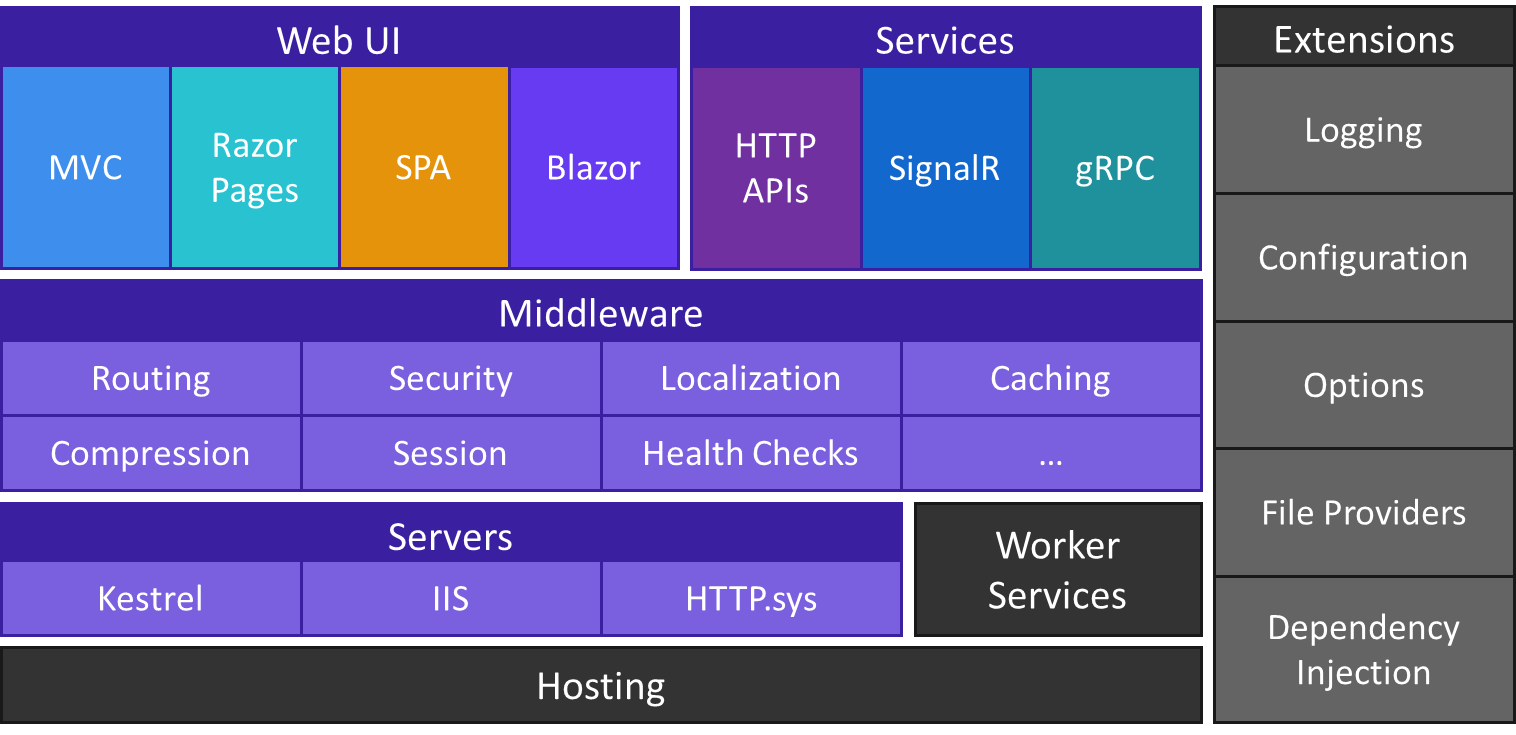 Web UI
MVC
Razor
Pages
SPA
Blazor
Services
HTTP
APIs
SignalR
gRPC
Middleware
Routing
Security
Localization
Caching
Compression
Session
Health Checks
...
Servers
Kestrel
IIS
HTTP.sys
Worker
Services
Hosting
Extensions
Logging
Configuration
Options
File Providers
Dependency
Injection